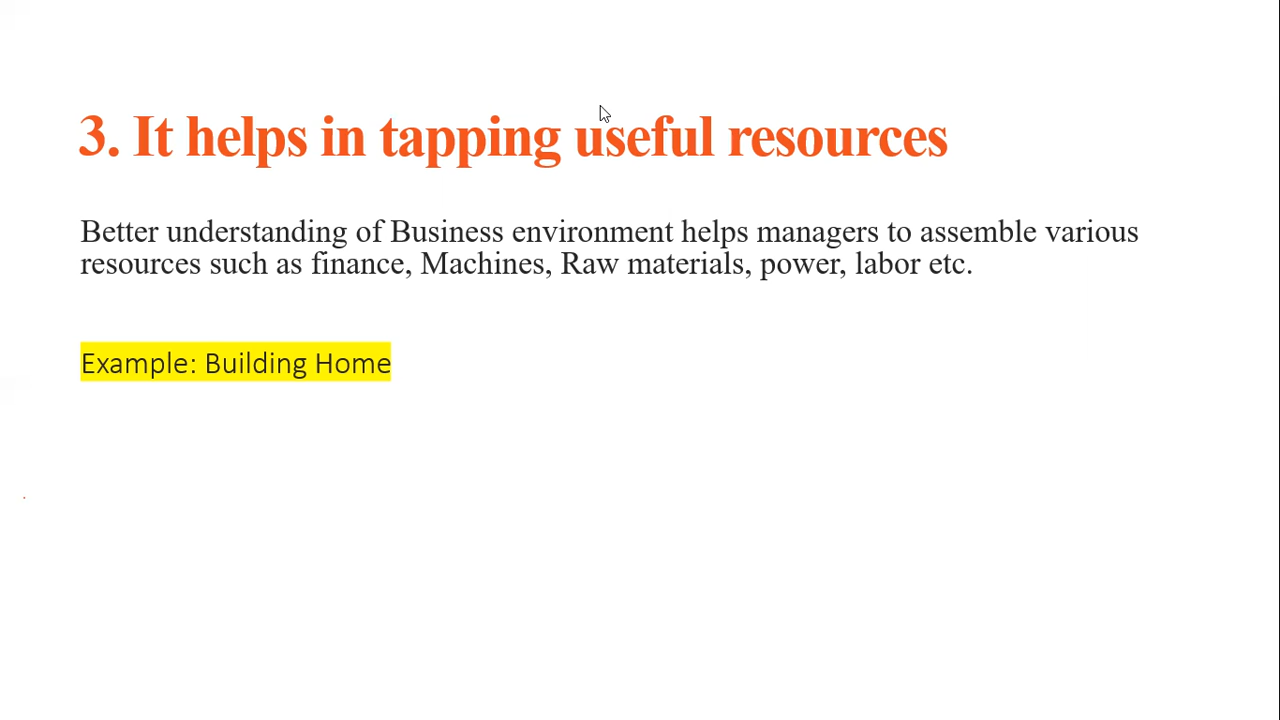 3. It helps in tapping useful resources
Better understanding of Business environment helps managers to assemble various
resources such as finance, Machines, Raw materials, power, labor etc.
Example: Building Home